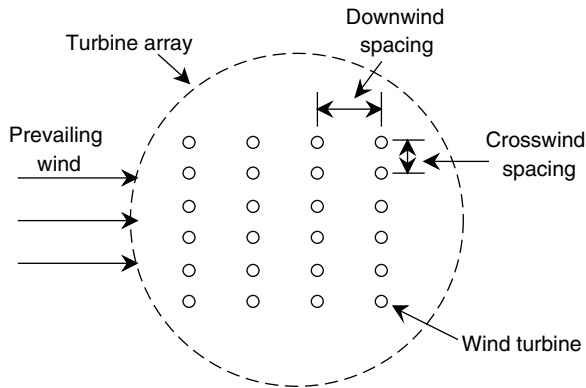 Downwind
spacing
Turbine array
Prevailing
wind
Crosswind
spacing
Wind turbine